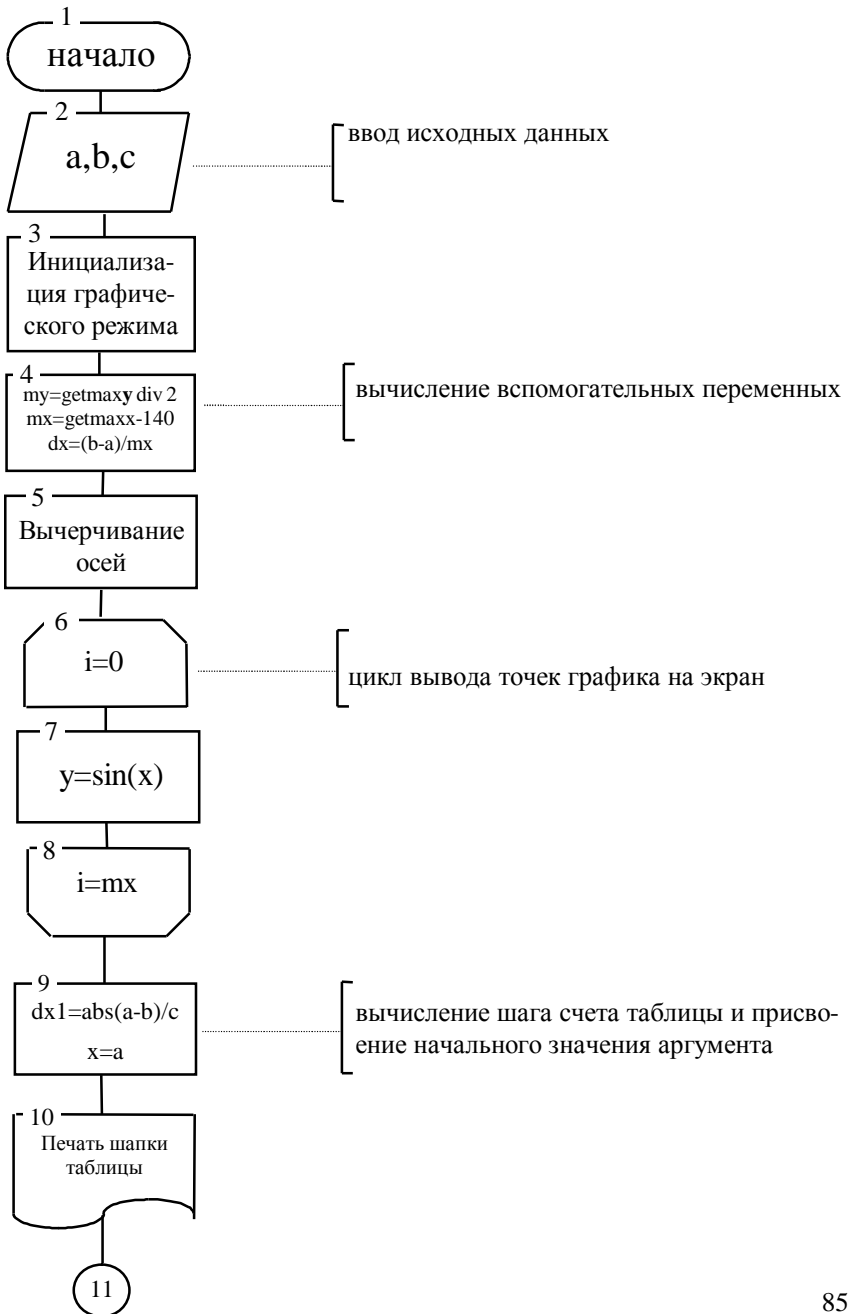 1
начало
2
a,b,c
ввод исходных данных
3
Инициализа-
ция графиче-
ского режима
4
my=getmaxy div 2
mx=getmaxx-140
dx=(b-a)/mx
вычисление вспомогательных переменных
5
Вычерчивание
осей
6
i=0
цикл вывода точек графика на экран
7
y=sin(x)
8
i=mx
9
dx1=abs(a-b)/c
x=a
вычисление шага счета таблицы и присво-
ение начального значения аргумента
10
Печать шапки
таблицы
11
85